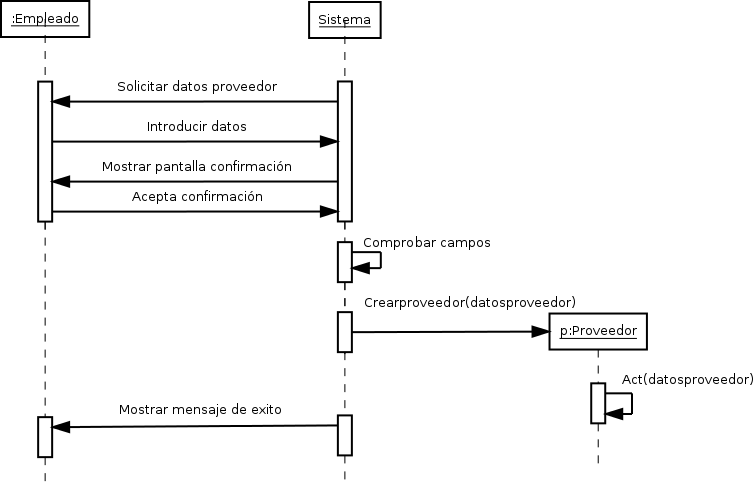 :Empleado
Sistema
Solicitar datos proveedor
Introducir datos
Mostrar pantalla confirmación
Acepta confirmación
Comprobar campos
Crearproveedor(datosproveedor)
p:Proveedor
Act(datosproveedor)
Mostrar mensaje de exito